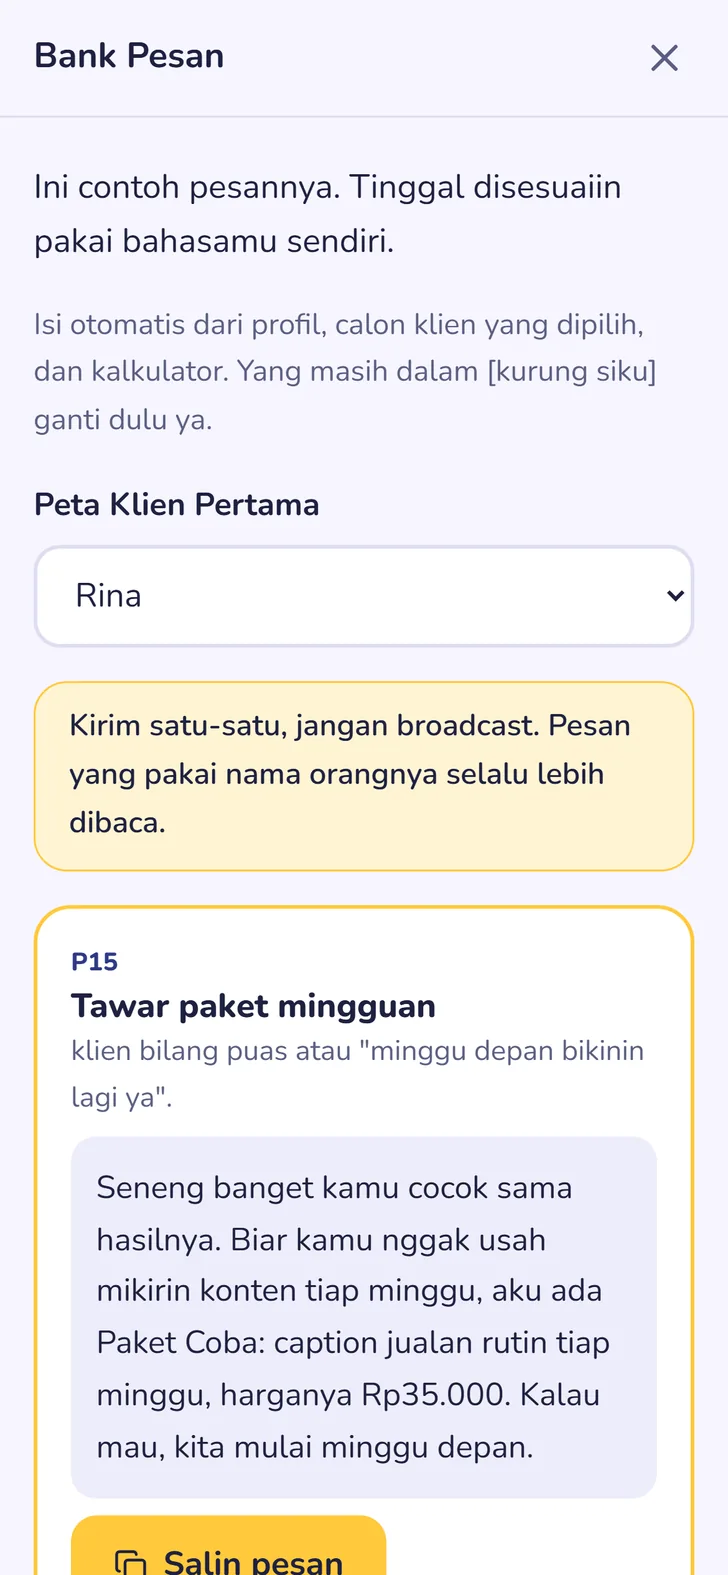 Bank Pesan
Ini contoh pesannya. Tinggal disesuaiin
pakai bahasamu sendiri.
Isi otomatis dari profil, calon klien yang dipilih,
dan kalkulator. Yang masih dalam [kurung siku]
ganti dulu ya.
Peta Klien Pertama
Rina
Kirim satu-satu, jangan broadcast. Pesan
yang pakai nama orangnya selalu lebih
dibaca.
P15
Tawar paket mingguan
klien bilang puas atau "minggu depan bikinin
lagi ya".
Seneng banget kamu cocok sama
hasilnya. Biar kamu nggak usah
mikirin konten tiap minggu, aku ada
Paket Coba: caption jualan rutin tiap
minggu, harganya Rp35.000. Kalau
mau, kita mulai minggu depan.
Salin pesan